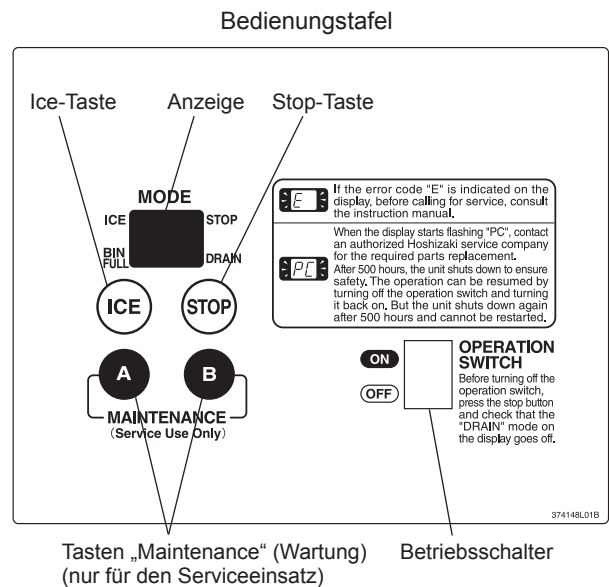 Bedienungstafel
Ice-Taste
Anzeige
Stop-Taste
MODE
ICE
STOP
BIN
FULL
DRAIN
ICE
STOP
A
B
MAINTENANCE
(Service Use Only)
E
If the error code "E" is indicated on the
display, before calling for service, consult
the instruction manual.
PC
When the display starts flashing "PC", contact
an authorized Hoshizaki service company
for the required parts replacement.
After 500 hours, the unit shuts down to ensure
safety. The operation can be resumed by
turning off the operation switch and turning
it back on. But the unit shuts down again
after 500 hours and cannot be restarted.
ON
OFF
OPERATION
SWITCH
Before turning off the
operation switch,
press the stop button
and check that the
"DRAIN" mode on
the display goes off.
374148L01B
Tasten „Maintenance“ (Wartung)
(nur für den Serviceeinsatz)
Betriebsschalter